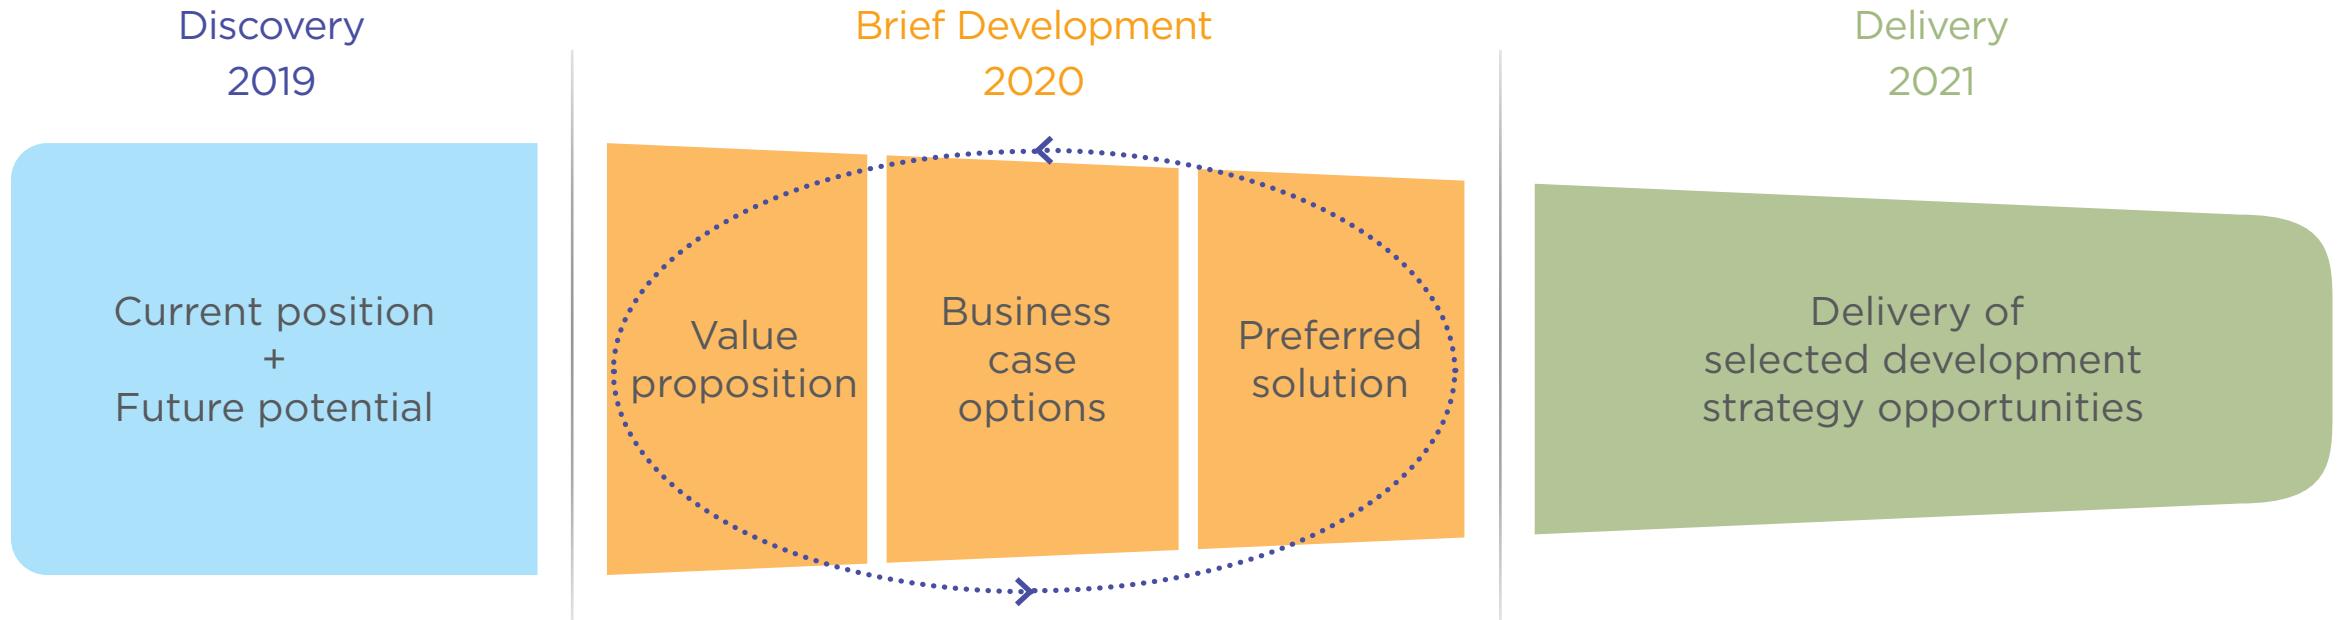 Discovery
2019
Brief Development
2020
Delivery
2021
Current position
+
Future potential
Value
proposition
Business
case
options
Preferred
solution
Delivery of
selected development
strategy opportunities